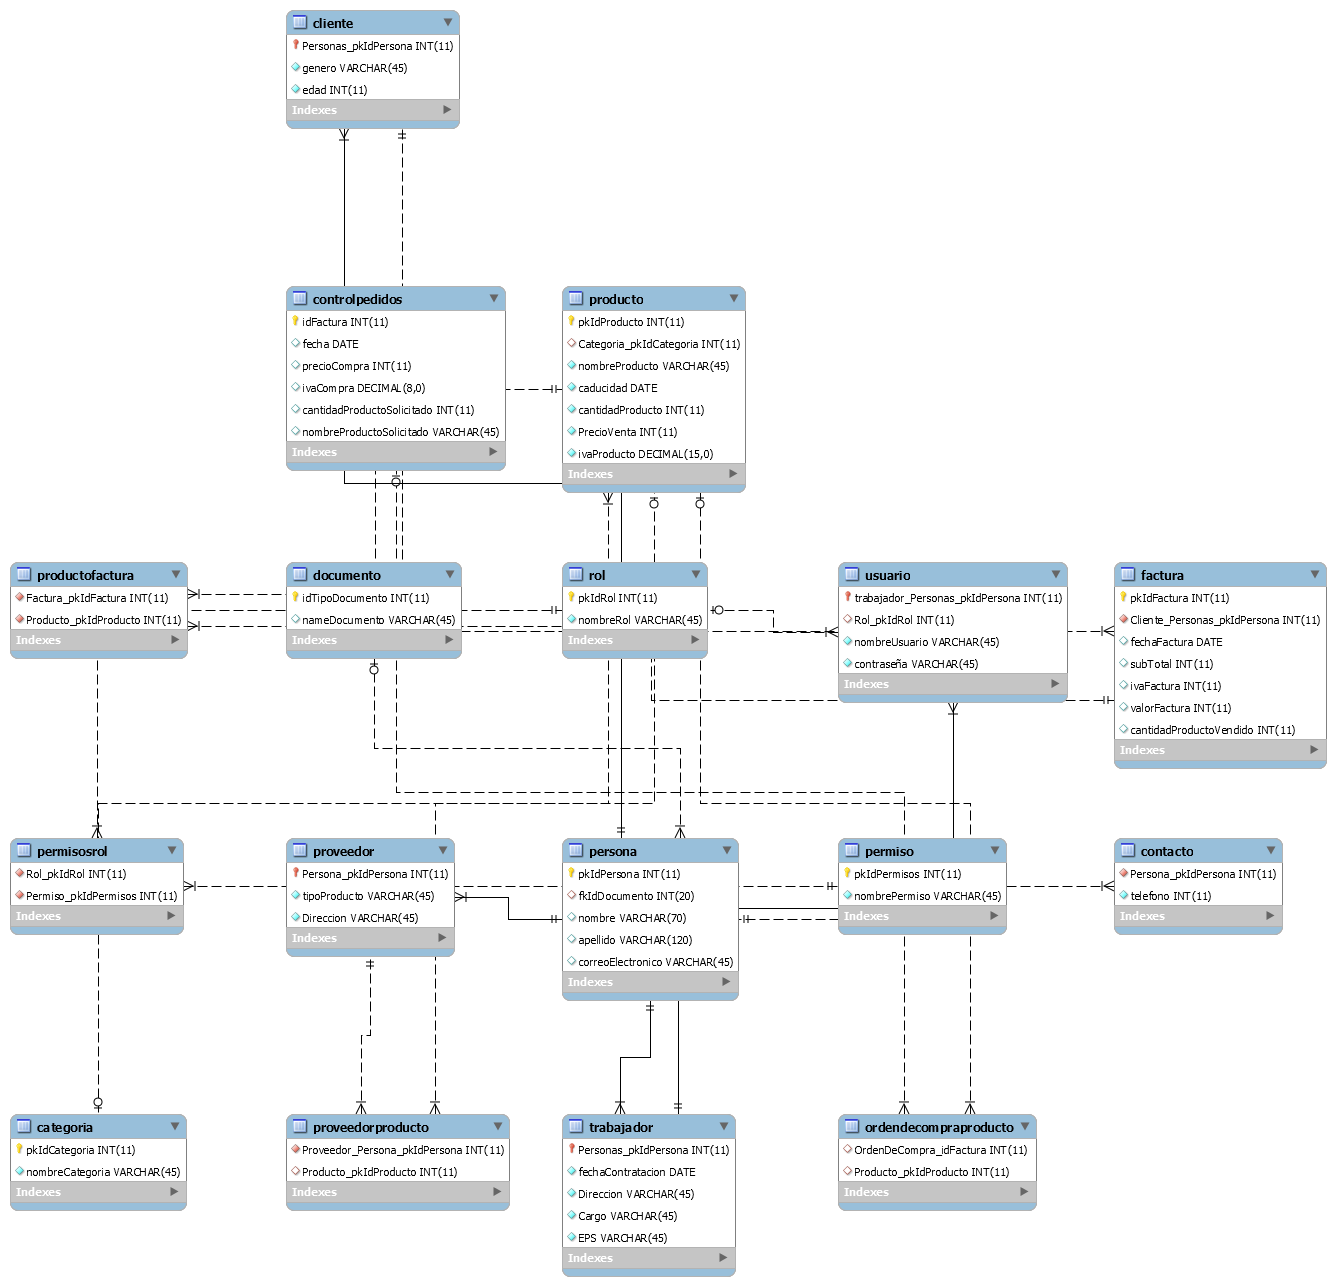 cliente
Personas_pkIdPersona INT(11)
genero VARCHAR(45)
edad INT(11)
Indexes
controlpedidos
idFactura INT(11)
fecha DATE
precioCompra INT(11)
ivaCompra DECIMAL(8,0)
cantidadProductoSolicitado INT(11)
nombreProductoSolicitado VARCHAR(45)
Indexes
producto
pkIdProducto INT(11)
Categoria_pkIdCategoria INT(11)
nombreProducto VARCHAR(45)
caducidad DATE
cantidadProducto INT(11)
PrecioVenta INT(11)
ivaProducto DECIMAL(15,0)
Indexes
productofactura
Factura_pkIdFactura INT(11)
Producto_pkIdProducto INT(11)
Indexes
documento
idTipoDocumento INT(11)
nameDocumento VARCHAR(45)
Indexes
rol
pkIdRol INT(11)
nombreRol VARCHAR(45)
Indexes
usuario
trabajador_Personas_pkIdPersona INT(11)
Rol_pkIdRol INT(11)
nombreUsuario VARCHAR(45)
contraseña VARCHAR(45)
Indexes
factura
pkIdFactura INT(11)
Cliente_Personas_pkIdPersona INT(11)
fechaFactura DATE
subTotal INT(11)
ivaFactura INT(11)
valorFactura INT(11)
cantidadProductoVendido INT(11)
Indexes
permisosrol
Rol_pkIdRol INT(11)
Permiso_pkIdPermisos INT(11)
Indexes
proveedor
Persona_pkIdPersona INT(11)
tipoProducto VARCHAR(45)
Direccion VARCHAR(45)
Indexes
persona
pkIdPersona INT(11)
fkIdDocumento INT(20)
nombre VARCHAR(70)
apellido VARCHAR(120)
correoElectronico VARCHAR(45)
Indexes
permiso
pkIdPermisos INT(11)
nombrePermiso VARCHAR(45)
Indexes
contacto
Persona_pkIdPersona INT(11)
telefono INT(11)
Indexes
categoria
pkIdCategoria INT(11)
nombreCategoria VARCHAR(45)
Indexes
proveedorproducto
Proveedor_Persona_pkIdPersona INT(11)
Producto_pkIdProducto INT(11)
Indexes
trabajador
Personas_pkIdPersona INT(11)
fechaContratacion DATE
Direccion VARCHAR(45)
Cargo VARCHAR(45)
EPS VARCHAR(45)
Indexes
ordendecompraproducto
OrdenDeCompra_idFactura INT(11)
Producto_pkIdProducto INT(11)
Indexes